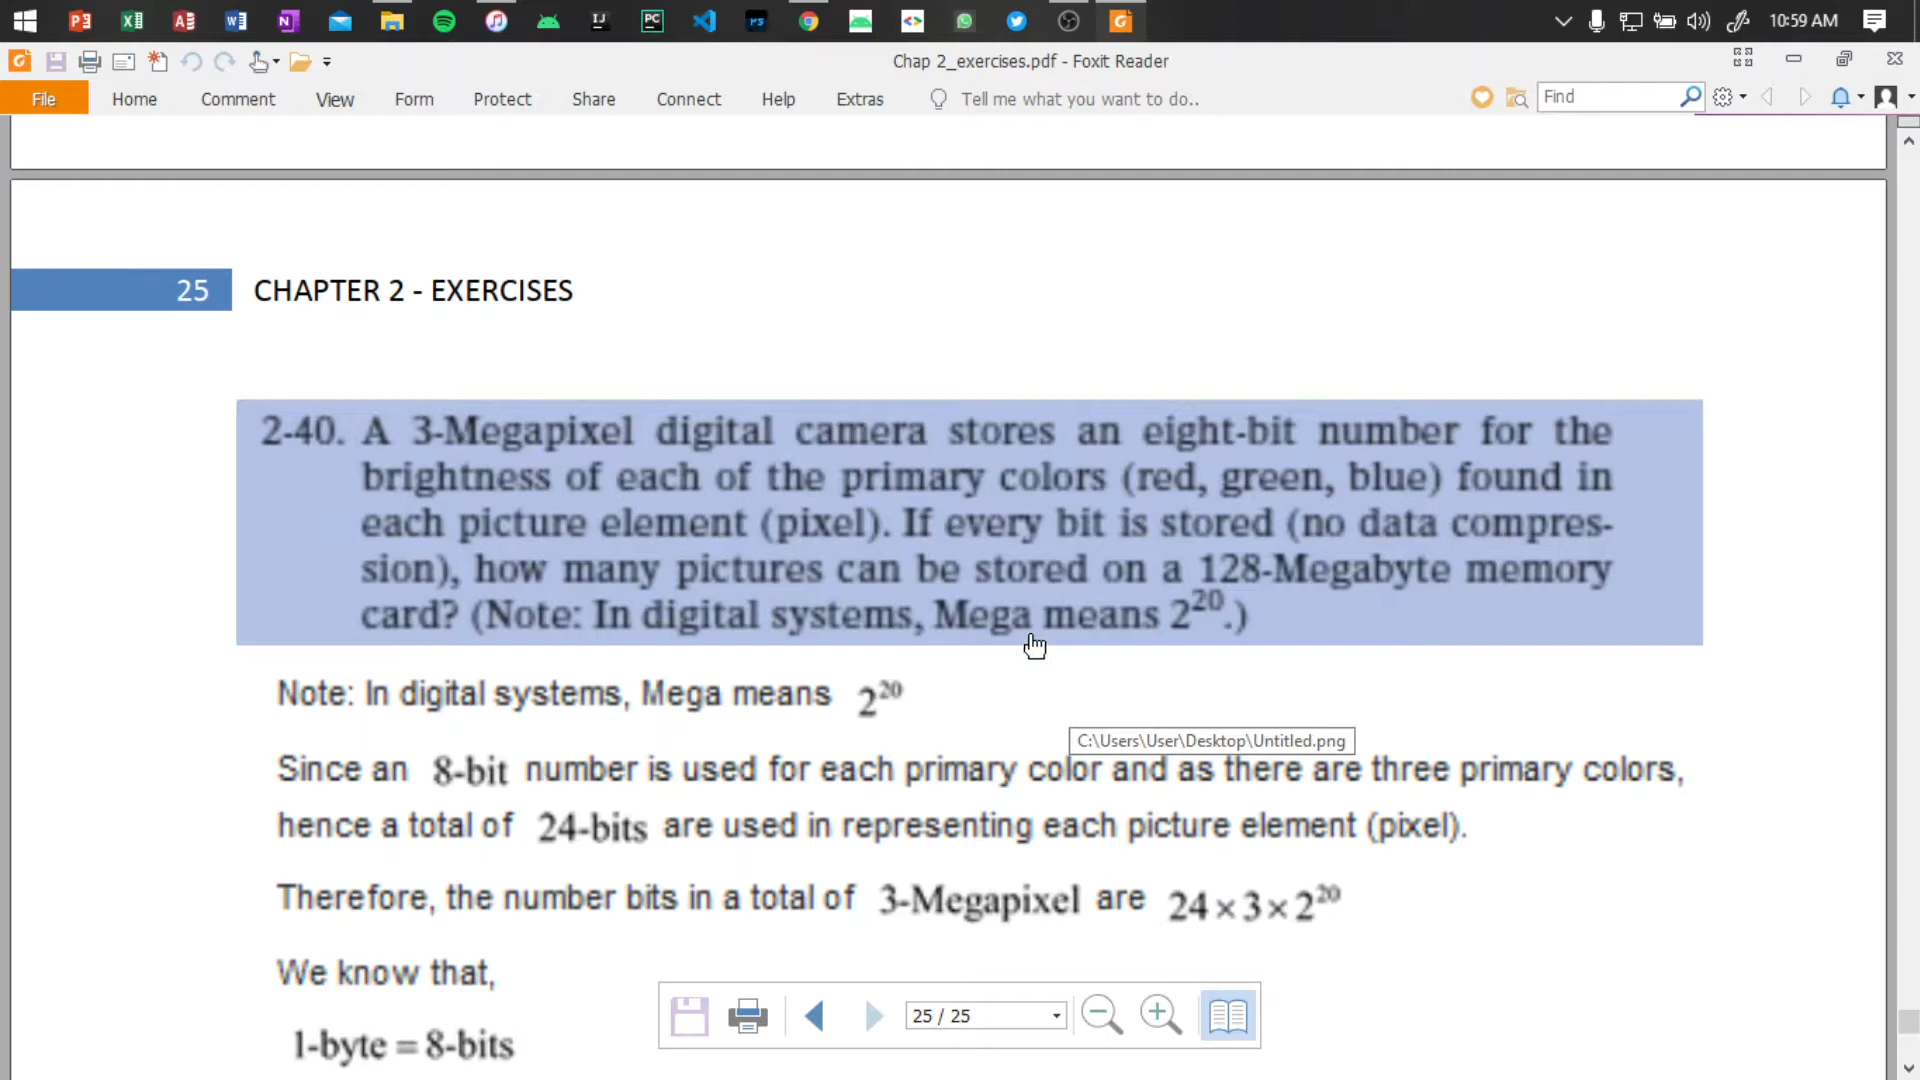 10:59 AM
Chap 2_exercises.pdf - Foxit Reader
File Home Comment View Form Protect Share Connect Help Extras Tell me what you want to do.. Find
25 CHAPTER 2 - EXERCISES
2-40. A 3-Megapixel digital camera stores an eight-bit number for the
brightness of each of the primary colors (red, green, blue) found in
each picture element (pixel). If every bit is stored (no data compres-
sion), how many pictures can be stored on a 128-Megabyte memory
card? (Note: In digital systems, Mega means 2²⁰.)
Note: In digital systems, Mega means 2²⁰
C:\Users\User\Desktop\Untitled.png
Since an 8-bit number is used for each primary color and as there are three primary colors,
hence a total of 24-bits are used in representing each picture element (pixel).
Therefore, the number bits in a total of 3-Megapixel are 24 × 3 × 2²⁰
We know that,
25 / 25
1-byte = 8-bits